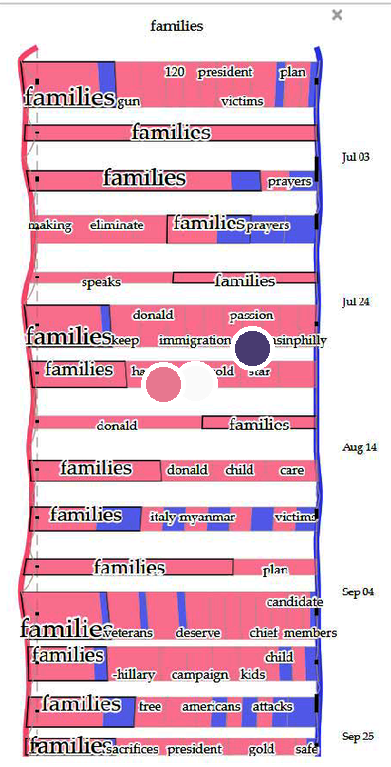 families
120 president plan
families gun victims
families
Jul 03
families prayers
making eliminate families prayers
speaks families
Jul 24
donald passion
families keep immigration
families star
donald families
Aug 14
families donald child care
families italy myanmar victims
families plan
Sep 04
candidate
families veterans deserve chief members
families child
-hillary campaign kids
families tree americans attacks
Sep 25
families sacrifices president gold safe